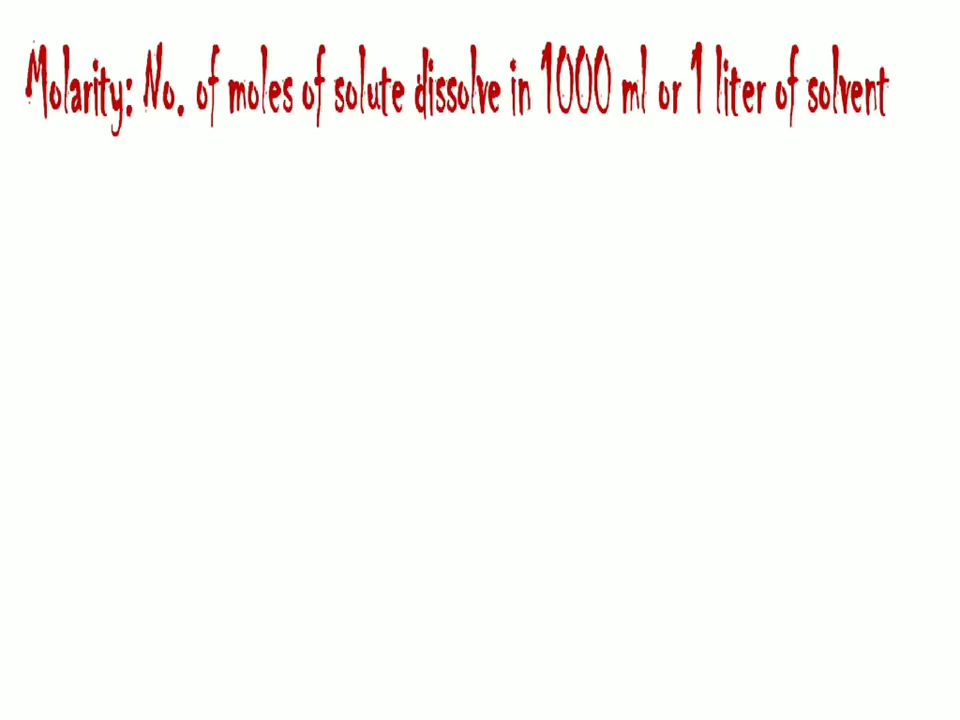 Molarity: No. of moles of solute dissolve in 1000 ml or 1 liter of solvent